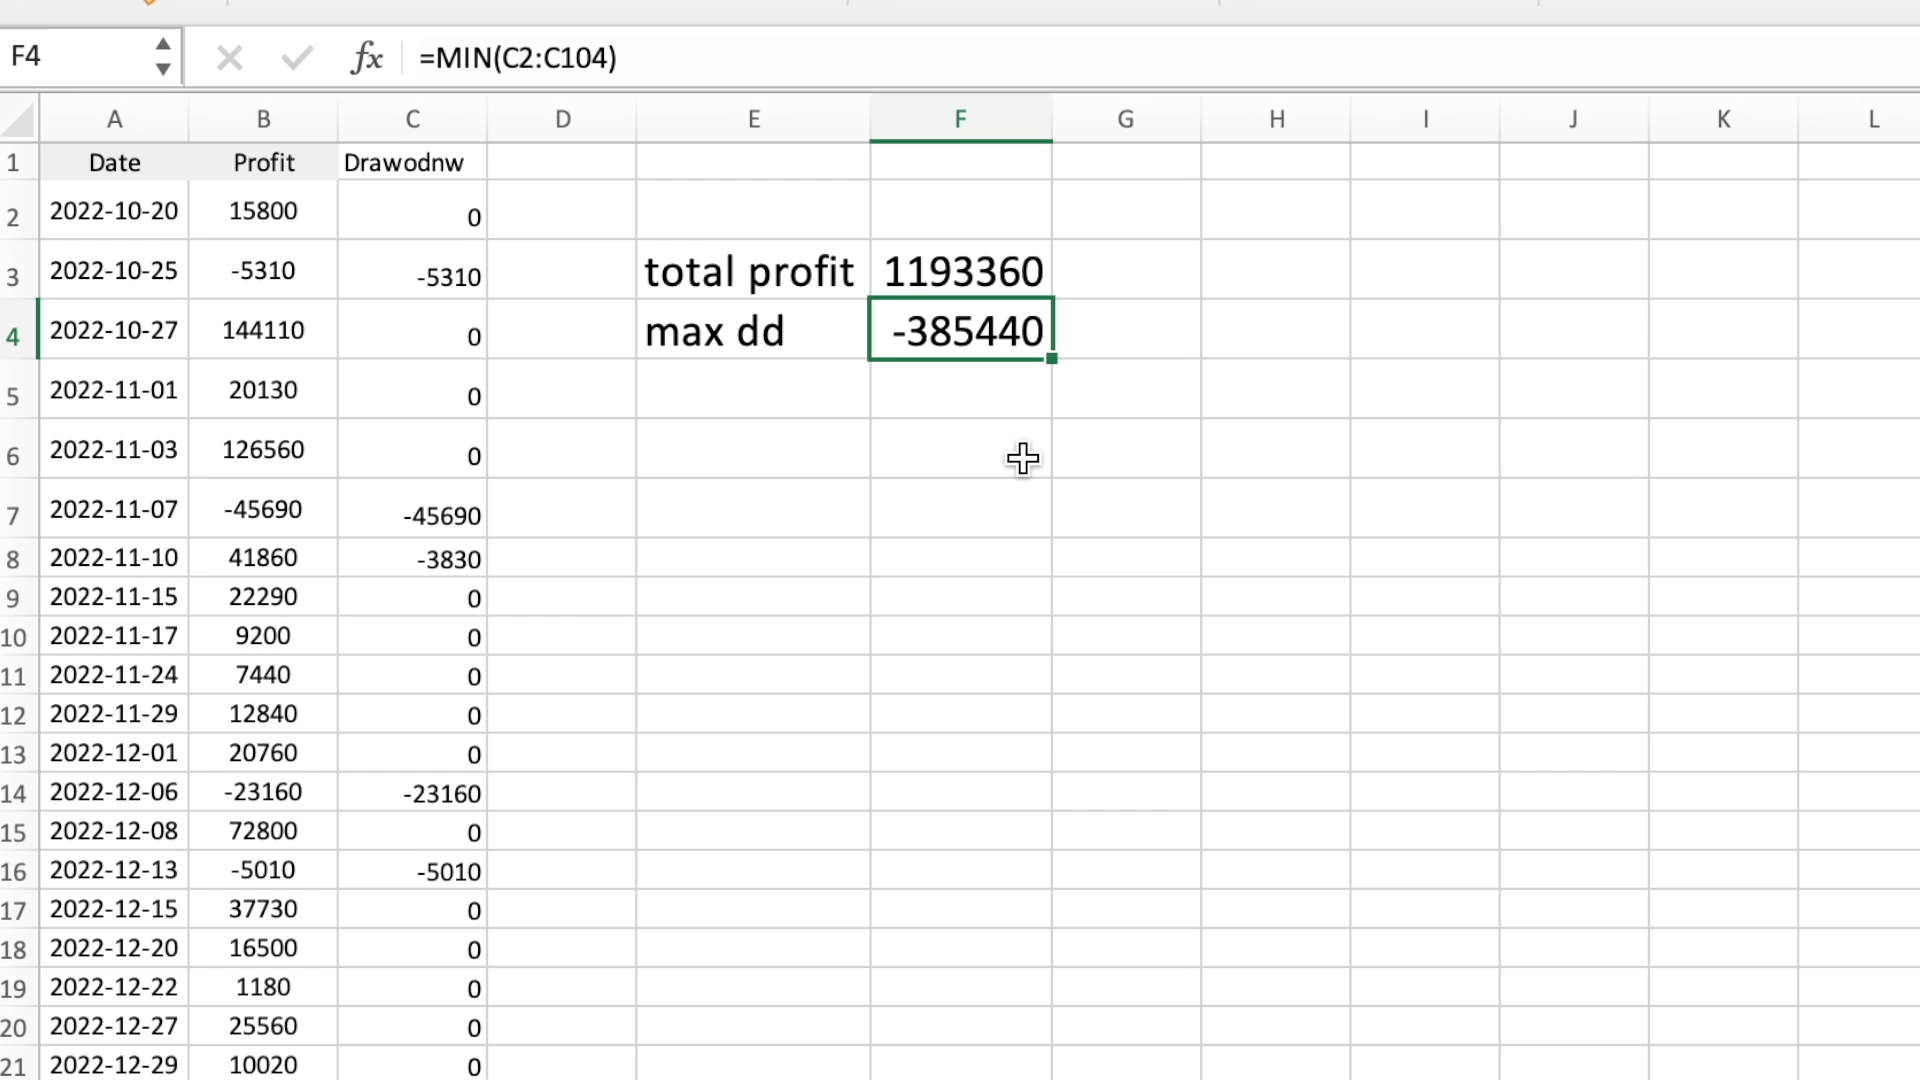 F4 fx =MIN(C2:C104)
A B C D E F G H I J K L
1 Date Profit Drawodnw
2 2022-10-20 15800 0
3 2022-10-25 -5310 -5310 total profit 1193360
4 2022-10-27 144110 0 max dd -385440
5 2022-11-01 20130 0
6 2022-11-03 126560 0
7 2022-11-07 -45690 -45690
8 2022-11-10 41860 -3830
9 2022-11-15 22290 0
10 2022-11-17 9200 0
11 2022-11-24 7440 0
12 2022-11-29 12840 0
13 2022-12-01 20760 0
14 2022-12-06 -23160 -23160
15 2022-12-08 72800 0
16 2022-12-13 -5010 -5010
17 2022-12-15 37730 0
18 2022-12-20 16500 0
19 2022-12-22 1180 0
20 2022-12-27 25560 0
21 2022-12-29 10020 0